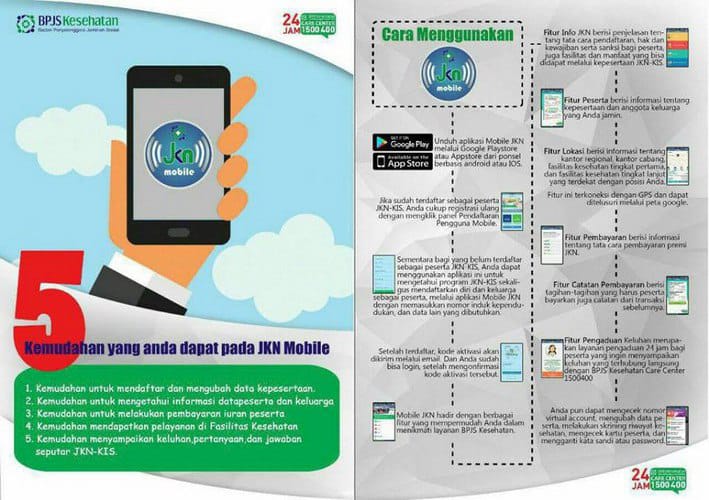 BPJS Kesehatan
Badan Penyelenggara Jaminan Sosial
24
JAM
CARE CENTER
1500400
JKN
mobile
5
Kemudahan yang anda dapat pada JKN Mobile
1. Kemudahan untuk mendaftar dan mengubah data kepesertaan.
2. Kemudahan untuk mengetahui informasi datapeserta dan keluarga
3. Kemudahan untuk melakukan pembayaran iuran peserta
4. Kemudahan mendapatkan pelayanan di Fasilitas Kesehatan
5. Kemudahan menyampaikan keluhan,pertanyaan,dan jawaban
seputar JKN-KIS.
Cara Menggunakan
JKN
mobile
GET IT ON
Google Play
Available on the
App Store
Unduh aplikasi Mobile JKN
melalui Google Playstore
atau Appstore dari ponsel
berbasis android atau IOS.
Jika sudah terdaftar sebagai peserta
JKN-KIS, Anda cukup registrasi ulang
dengan mengklik panel Pendaftaran
Pengguna Mobile.
Sementara bagi yang belum terdaftar
sebagai peserta JKN-KIS, Anda dapat
menggunakan aplikasi ini untuk
mengetahui program JKN-KIS sekali-
gus mendaftarkan diri dan keluarga
sebagai peserta, melalui aplikasi Mobile JKN
dengan memasukkan nomor induk kependu-
dukan, dan data lain yang dibutuhkan.
Setelah terdaftar, kode aktivasi akan
dikirim melalui email. Dan Anda sudah
bisa login, setelah mengonfirmasi
kode aktivasi tersebut.
Mobile JKN hadir dengan berbagai
fitur yang mempermudah Anda dalam
menikmati layanan BPJS Kesehatan.
Fitur Info JKN berisi penjelasan ten-
tang tata cara pendaftaran, hak dan
kewajiban serta sanksi bagi peserta,
juga fasilitas dan manfaat yang bisa
didapat melalui kepesertaan JKN-KIS.
Fitur Peserta berisi informasi tentang
kepesertaan dan anggota keluarga
yang Anda jamin.
Fitur Lokasi berisi informasi tentang
kantor regional, kantor cabang,
fasilitas kesehatan tingkat pertama,
dan fasilitas kesehatan tingkat lanjut
yang terdekat dengan posisi Anda.
Fitur ini terkoneksi dengan GPS dan dapat
ditelusuri melalui peta google.
Fitur Pembayaran berisi informasi
tentang tata cara pembayaran premi
JKN.
Fitur Catatan Pembayaran berisi
tagihan-tagihan yang harus peserta
bayarkan juga catatan dari transaksi
sebelumnya.
Fitur Pengaduan Keluhan merupa-
kan layanan pengaduan 24 jam bagi
peserta yang ingin menyampaikan
keluhan yang terhubung langsung
dengan BPJS Kesehatan Care Center
1500400
Anda pun dapat mengecek nomor
virtual account, mengubah data pe-
serta, melakukan skrining riwayat ke-
sehatan, mengecek kartu peserta, dan
mengganti kata sandi atau password.
24
JAM
CARE CENTER
1500400